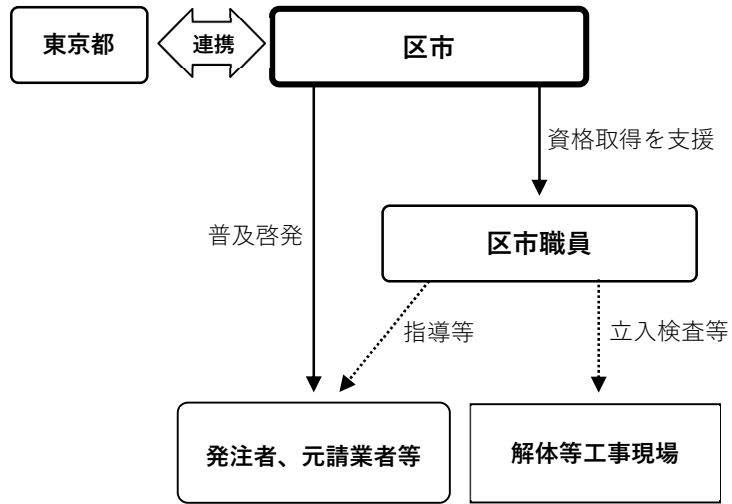 東京都
連携
区市
資格取得を支援
普及啓発
区市職員
指導等
立入検査等
発注者、元請業者等
解体等工事現場